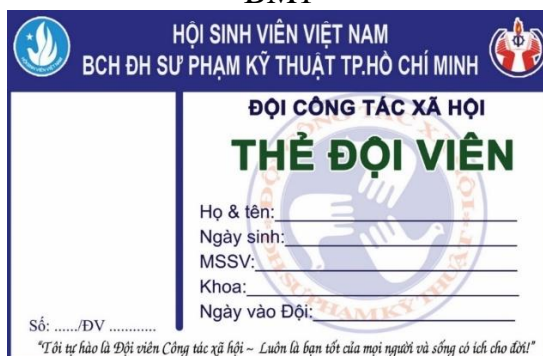 HỘI SINH VIÊN VIỆT NAM
BCH ĐH SƯ PHẠM KỸ THUẬT TP.HỒ CHÍ MINH
ĐỘI CÔNG TÁC XÃ HỘI
THẺ ĐỘI VIÊN
Họ & tên:
Ngày sinh:
MSSV:
Khoa:
Ngày vào Đội:
Số: ....../ĐV ............
"Tôi tự hào là Đội viên Công tác xã hội ~ Luôn là bạn tốt của mọi người và sống có ích cho đời!"